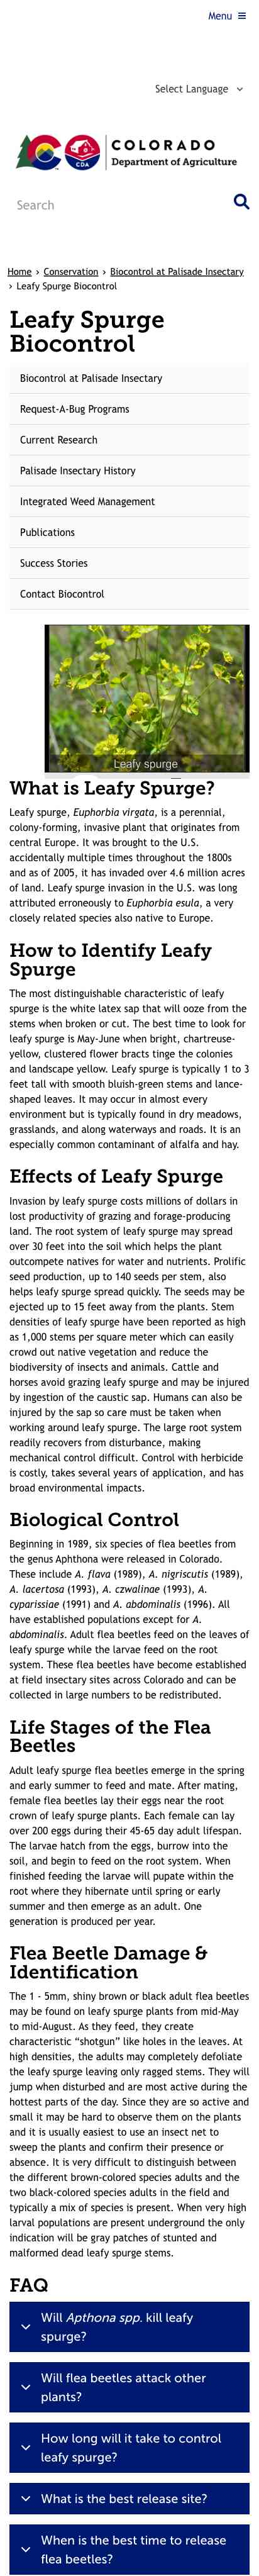 Menu
Select Language
COLORADO
CDA
Department of Agriculture
Search
Home › Conservation › Biocontrol at Palisade Insectary
› Leafy Spurge Biocontrol
Leafy Spurge
Biocontrol
Biocontrol at Palisade Insectary
Request-A-Bug Programs
Current Research
Palisade Insectary History
Integrated Weed Management
Publications
Success Stories
Contact Biocontrol
Leafy spurge
What is Leafy Spurge?
Leafy spurge, Euphorbia virgata, is a perennial,
colony-forming, invasive plant that originates from
central Europe. It was brought to the U.S.
accidentally multiple times throughout the 1800s
and as of 2005, it has invaded over 4.6 million acres
of land. Leafy spurge invasion in the U.S. was long
attributed erroneously to Euphorbia esula, a very
closely related species also native to Europe.
How to Identify Leafy
Spurge
The most distinguishable characteristic of leafy
spurge is the white latex sap that will ooze from the
stems when broken or cut. The best time to look for
leafy spurge is May-June when bright, chartreuse-
yellow, clustered flower bracts tinge the colonies
and landscape yellow. Leafy spurge is typically 1 to 3
feet tall with smooth bluish-green stems and lance-
shaped leaves. It may occur in almost every
environment but is typically found in dry meadows,
grasslands, and along waterways and roads. It is an
especially common contaminant of alfalfa and hay.
Effects of Leafy Spurge
Invasion by leafy spurge costs millions of dollars in
lost productivity of grazing and forage-producing
land. The root system of leafy spurge may spread
over 30 feet into the soil which helps the plant
outcompete natives for water and nutrients. Prolific
seed production, up to 140 seeds per stem, also
helps leafy spurge spread quickly. The seeds may be
ejected up to 15 feet away from the plants. Stem
densities of leafy spurge have been reported as high
as 1,000 stems per square meter which can easily
crowd out native vegetation and reduce the
biodiversity of insects and animals. Cattle and
horses avoid grazing leafy spurge and may be injured
by ingestion of the caustic sap. Humans can also be
injured by the sap so care must be taken when
working around leafy spurge. The large root system
readily recovers from disturbance, making
mechanical control difficult. Control with herbicide
is costly, takes several years of application, and has
broad environmental impacts.
Biological Control
Beginning in 1989, six species of flea beetles from
the genus Aphthona were released in Colorado.
These include A. flava (1989), A. nigriscutis (1989),
A. lacertosa (1993), A. czwalinae (1993), A.
cyparissiae (1991) and A. abdominalis (1996). All
have established populations except for A.
abdominalis. Adult flea beetles feed on the leaves of
leafy spurge while the larvae feed on the root
system. These flea beetles have become established
at field insectary sites across Colorado and can be
collected in large numbers to be redistributed.
Life Stages of the Flea
Beetles
Adult leafy spurge flea beetles emerge in the spring
and early summer to feed and mate. After mating,
female flea beetles lay their eggs near the root
crown of leafy spurge plants. Each female can lay
over 200 eggs during their 45-65 day adult lifespan.
The larvae hatch from the eggs, burrow into the
soil, and begin to feed on the root system. When
finished feeding the larvae will pupate within the
root where they hibernate until spring or early
summer and then emerge as an adult. One
generation is produced per year.
Flea Beetle Damage &
Identification
The 1 - 5mm, shiny brown or black adult flea beetles
may be found on leafy spurge plants from mid-May
to mid-August. As they feed, they create
characteristic “shotgun” like holes in the leaves. At
high densities, the adults may completely defoliate
the leafy spurge leaving only ragged stems. They will
jump when disturbed and are most active during the
hottest parts of the day. Since they are so active and
small it may be hard to observe them on the plants
and it is usually easiest to use an insect net to
sweep the plants and confirm their presence or
absence. It is very difficult to distinguish between
the different brown-colored species adults and the
two black-colored species adults in the field and
typically a mix of species is present. When very high
larval populations are present underground the only
indication will be gray patches of stunted and
malformed dead leafy spurge stems.
FAQ
Will Apthona spp. kill leafy
spurge?
Will flea beetles attack other
plants?
How long will it take to control
leafy spurge?
What is the best release site?
When is the best time to release
flea beetles?